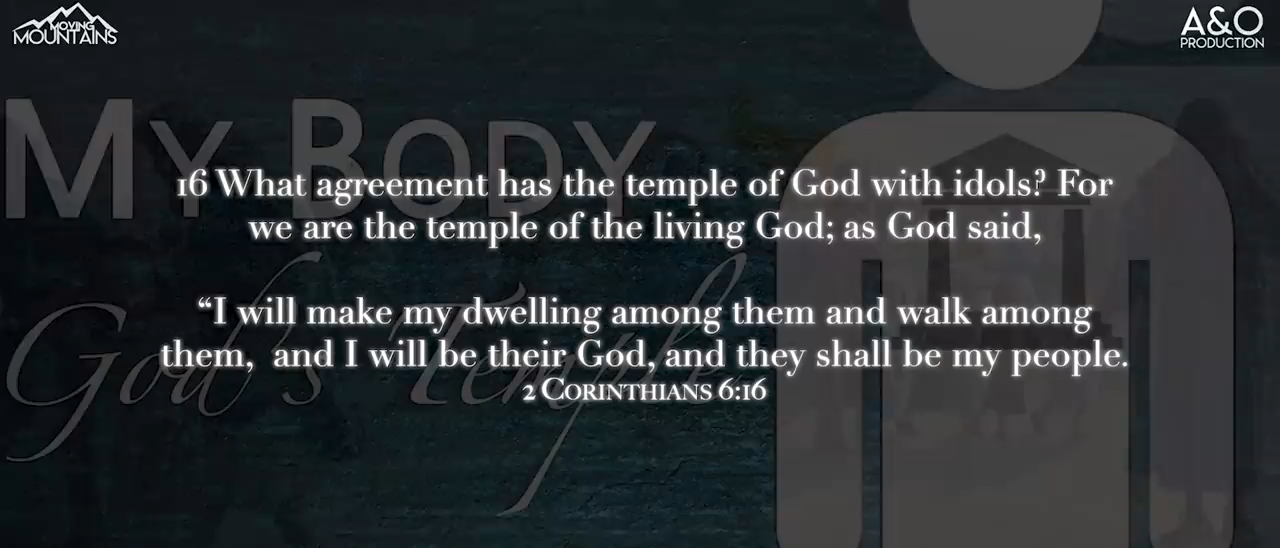 MOVING
MOUNTAINS
A&O
PRODUCTION
MY BODY
God's Temple
16 What agreement has the temple of God with idols? For
we are the temple of the living God; as God said,
“I will make my dwelling among them and walk among
them, and I will be their God, and they shall be my people.
2 CORINTHIANS 6:16